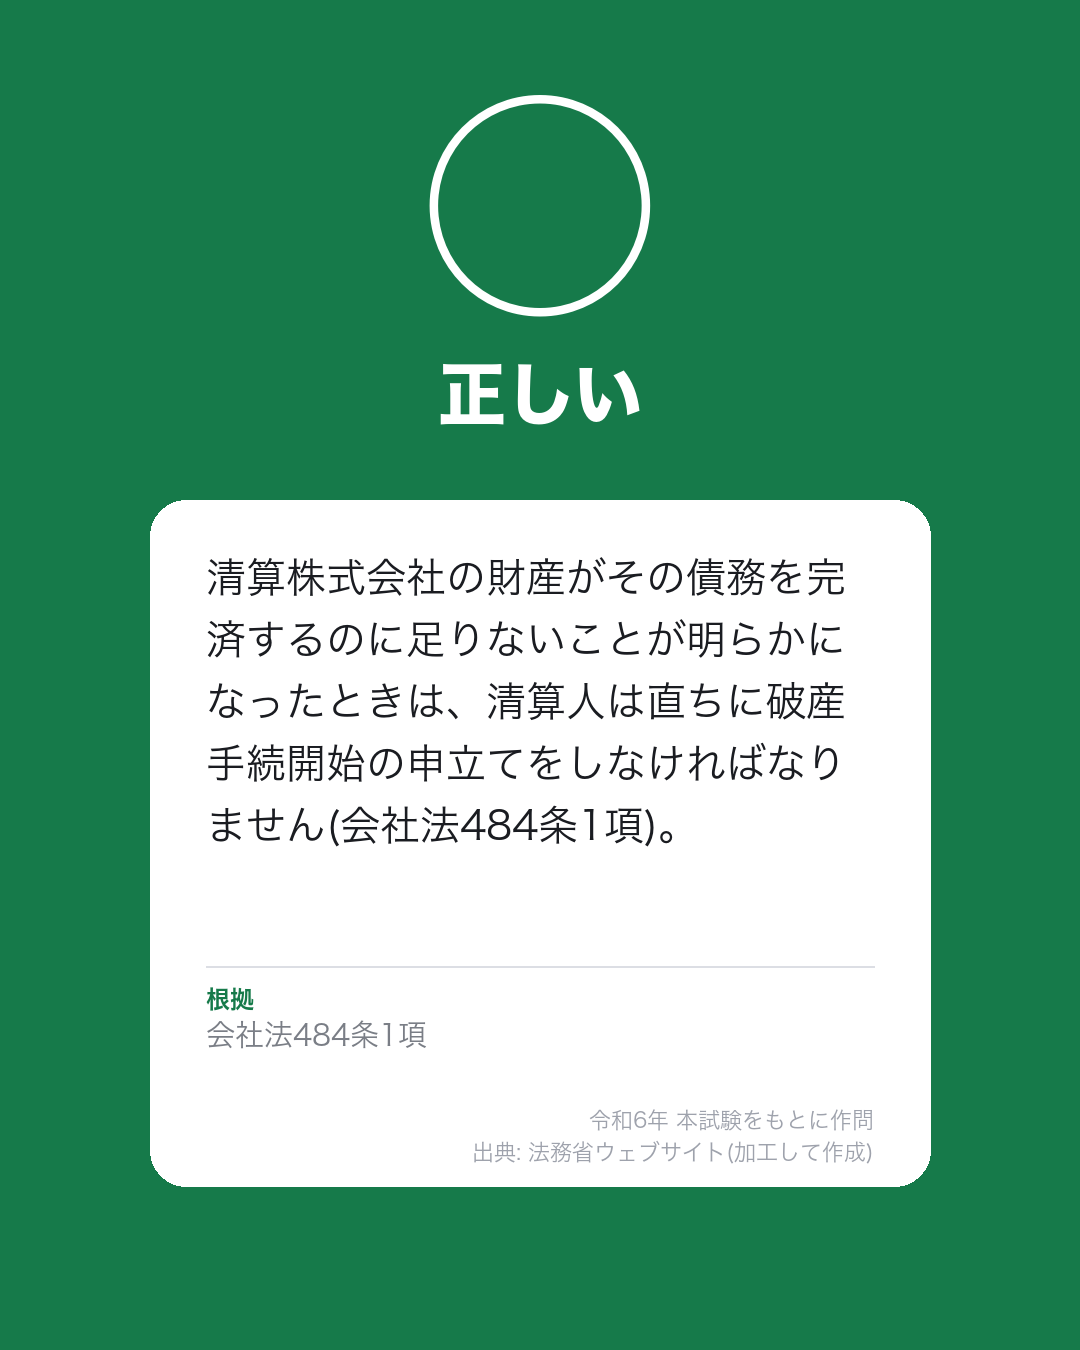 正しい
清算株式会社の財産がその債務を完
済するのに足りないことが明らかに
なったときは、清算人は直ちに破産
手続開始の申立てをしなければなり
ません(会社法484条1項)。
根拠
会社法484条1項
令和6年 本試験をもとに作問
出典: 法務省ウェブサイト(加工して作成)